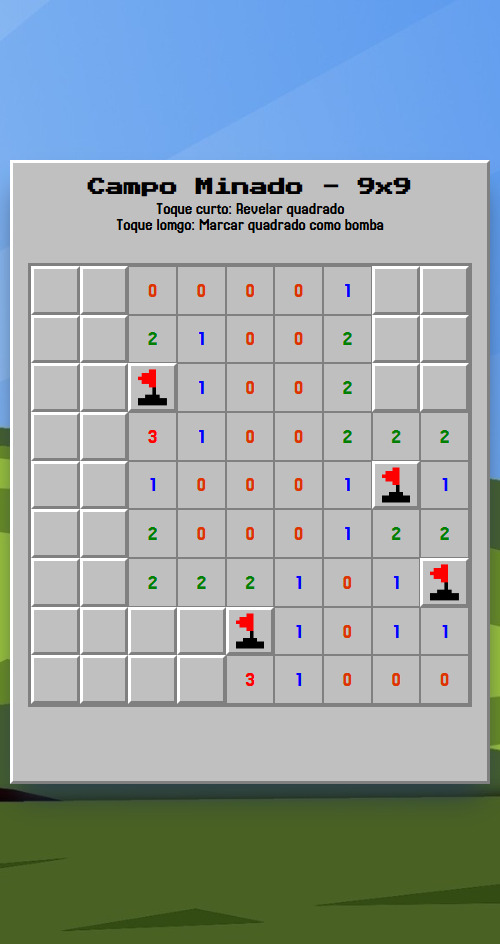 Campo Minado - 9x9
Toque curto: Revelar quadrado
Toque lomgo: Marcar quadrado como bomba
0 0 0 0 1
2 1 0 0 2
1 0 0 2
3 1 0 0 2 2 2
1 0 0 0 1 1
2 0 0 0 1 2 2
2 2 2 1 0 1
1 0 1 1
3 1 0 0 0